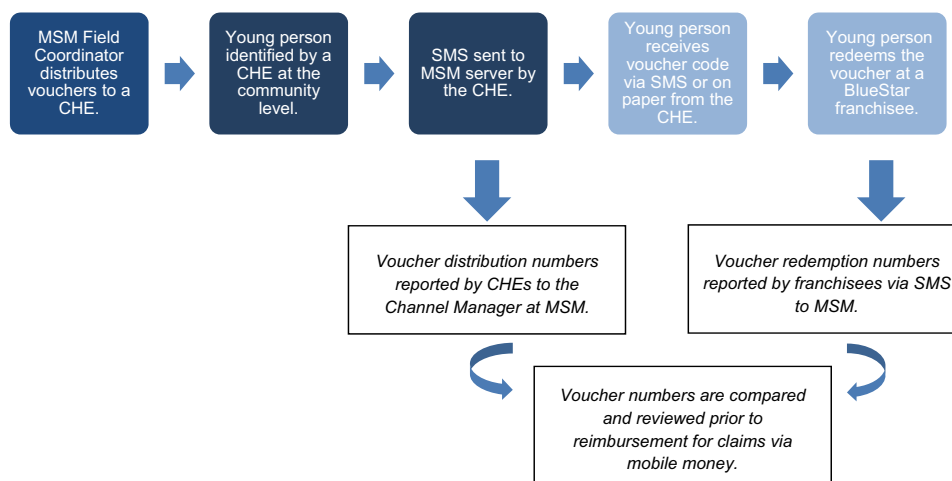 MSM Field
Coordinator
distributes
vouchers to a
CHE.
Young person
identified by a
CHE at the
community
level.
SMS sent to
MSM server by
the CHE.
Young person
receives
voucher code
via SMS or on
paper from the
CHE.
Young person
redeems the
voucher at a
BlueStar
franchisee.
Voucher distribution numbers
reported by CHEs to the
Channel Manager at MSM.
Voucher redemption numbers
reported by franchisees via SMS
to MSM.
Voucher numbers are compared
and reviewed prior to
reimbursement for claims via
mobile money.